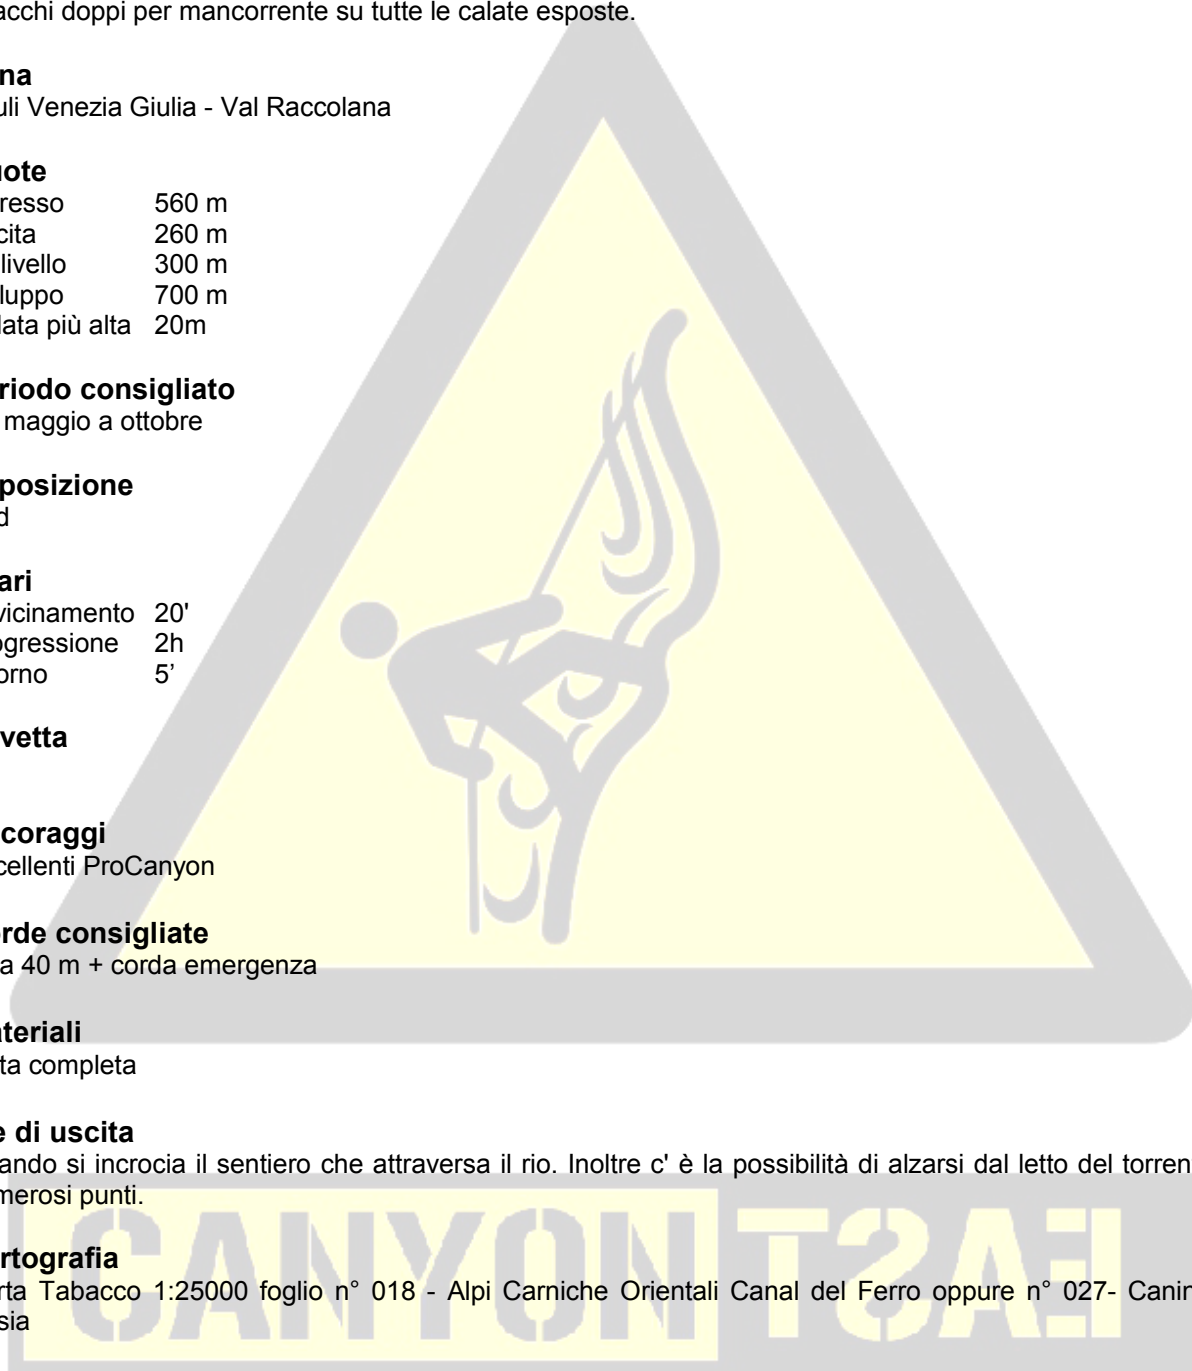 acchi doppi per mancorrente su tutte le calate esposte.
na
uli Venezia Giulia - Val Raccolana
uote
resso 560 m
cita 260 m
livello 300 m
luppo 700 m
lata più alta 20m
riodo consigliato
maggio a ottobre
posizione
d
ari
vicinamento 20'
ogressione 2h
orno 5’
vetta
coraggi
cellenti ProCanyon
rde consigliate
a 40 m + corda emergenza
ateriali
ta completa
e di uscita
ando si incrocia il sentiero che attraversa il rio. Inoltre c' è la possibilità di alzarsi dal letto del torren
merosi punti.
rtografia
rta Tabacco 1:25000 foglio n° 018 - Alpi Carniche Orientali Canal del Ferro oppure n° 027- Canin
sia
CANYON EAST